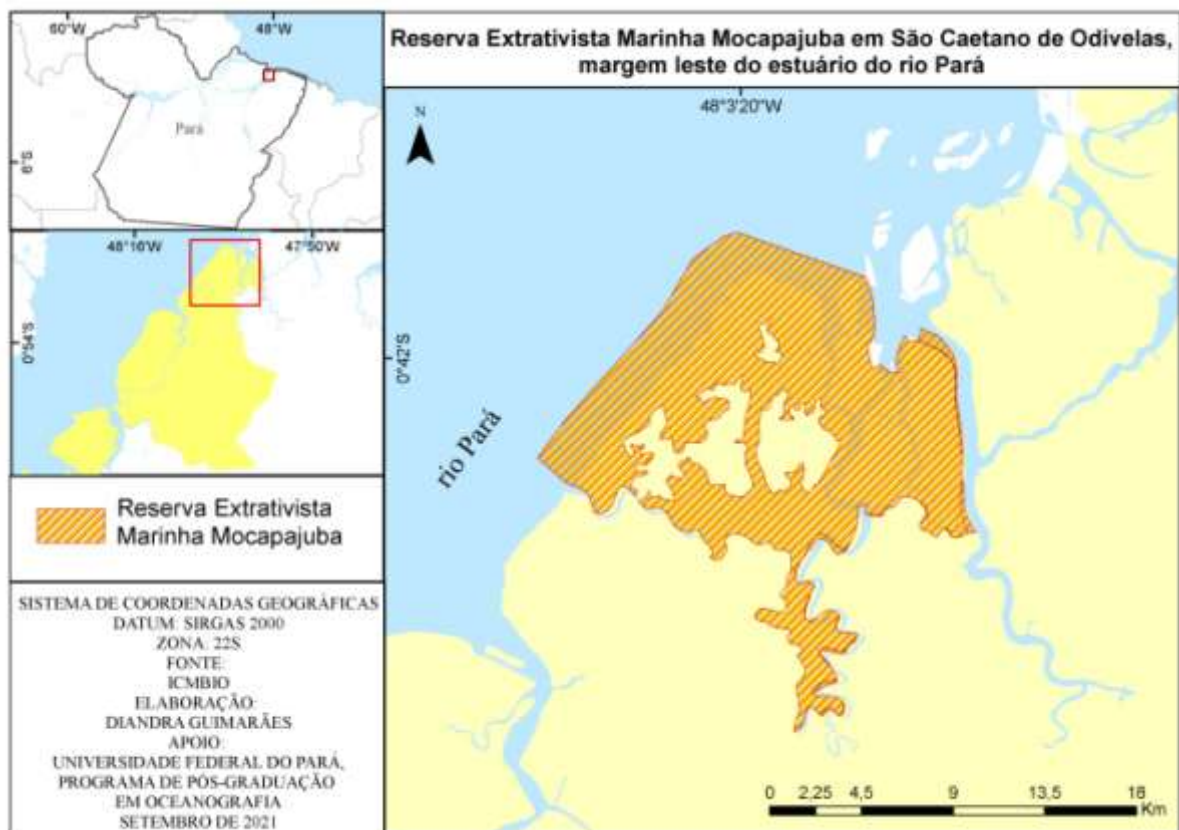 Reserva Extrativista Marinha Mocapajuba em São Caetano de Odivelas,
margem leste do estuário do rio Pará
60°W
48°W
6°S
Pará
48°16'W
47°50'W
0°54'S
48°3'20"W
N
0°42'S
rio Pará
Reserva Extrativista
Marinha Mocapajuba
SISTEMA DE COORDENADAS GEOGRÁFICAS
DATUM: SIRGAS 2000
ZONA: 22S
FONTE:
ICMBIO
ELABORAÇÃO:
DIANDRA GUIMARÃES
APOIO:
UNIVERSIDADE FEDERAL DO PARÁ,
PROGRAMA DE PÓS-GRADUAÇÃO
EM OCEANOGRAFIA
SETEMBRO DE 2021
0 2,25 4,5 9 13,5 18
Km